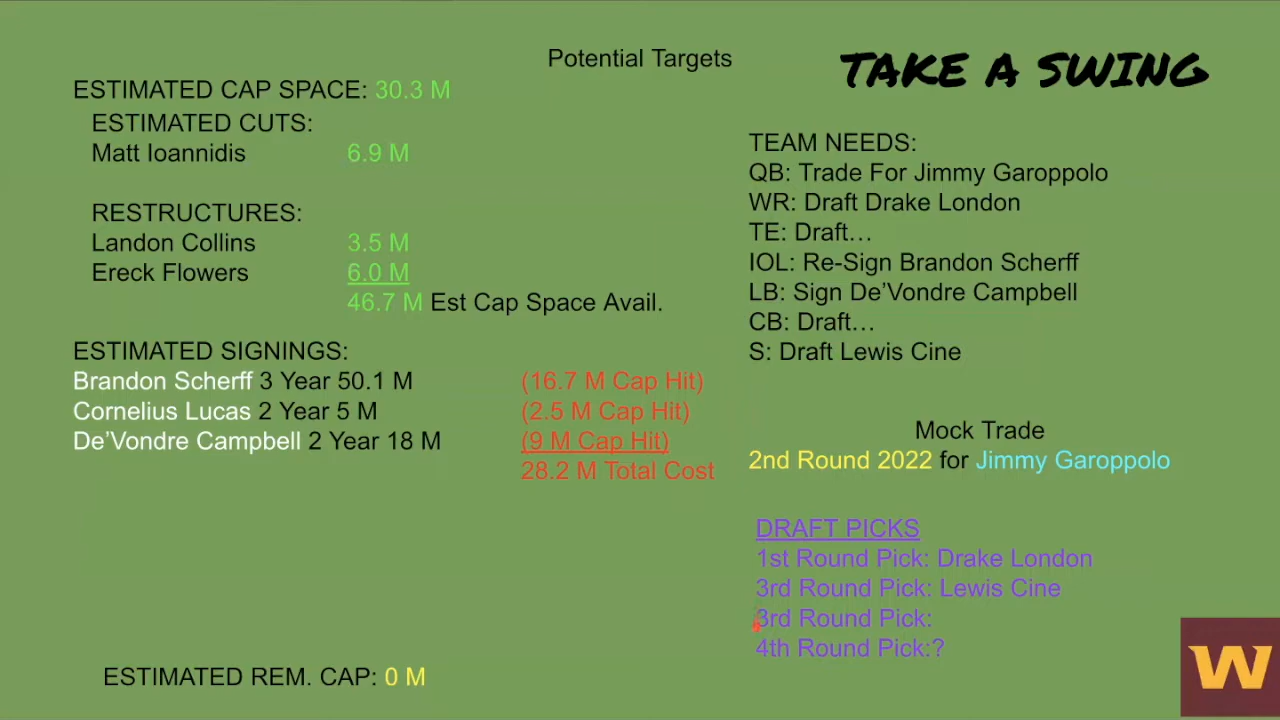 Potential Targets
TAKE A SWING
ESTIMATED CAP SPACE: 30.3 M
ESTIMATED CUTS:
Matt Ioannidis 6.9 M
RESTRUCTURES:
Landon Collins 3.5 M
Ereck Flowers 6.0 M
46.7 M Est Cap Space Avail.
ESTIMATED SIGNINGS:
Brandon Scherff 3 Year 50.1 M (16.7 M Cap Hit)
Cornelius Lucas 2 Year 5 M (2.5 M Cap Hit)
De’Vondre Campbell 2 Year 18 M (9 M Cap Hit)
28.2 M Total Cost
ESTIMATED REM. CAP: 0 M
TEAM NEEDS:
QB: Trade For Jimmy Garoppolo
WR: Draft Drake London
TE: Draft…
IOL: Re-Sign Brandon Scherff
LB: Sign De’Vondre Campbell
CB: Draft…
S: Draft Lewis Cine
Mock Trade
2nd Round 2022 for Jimmy Garoppolo
DRAFT PICKS
1st Round Pick: Drake London
3rd Round Pick: Lewis Cine
3rd Round Pick:
4th Round Pick:?
W